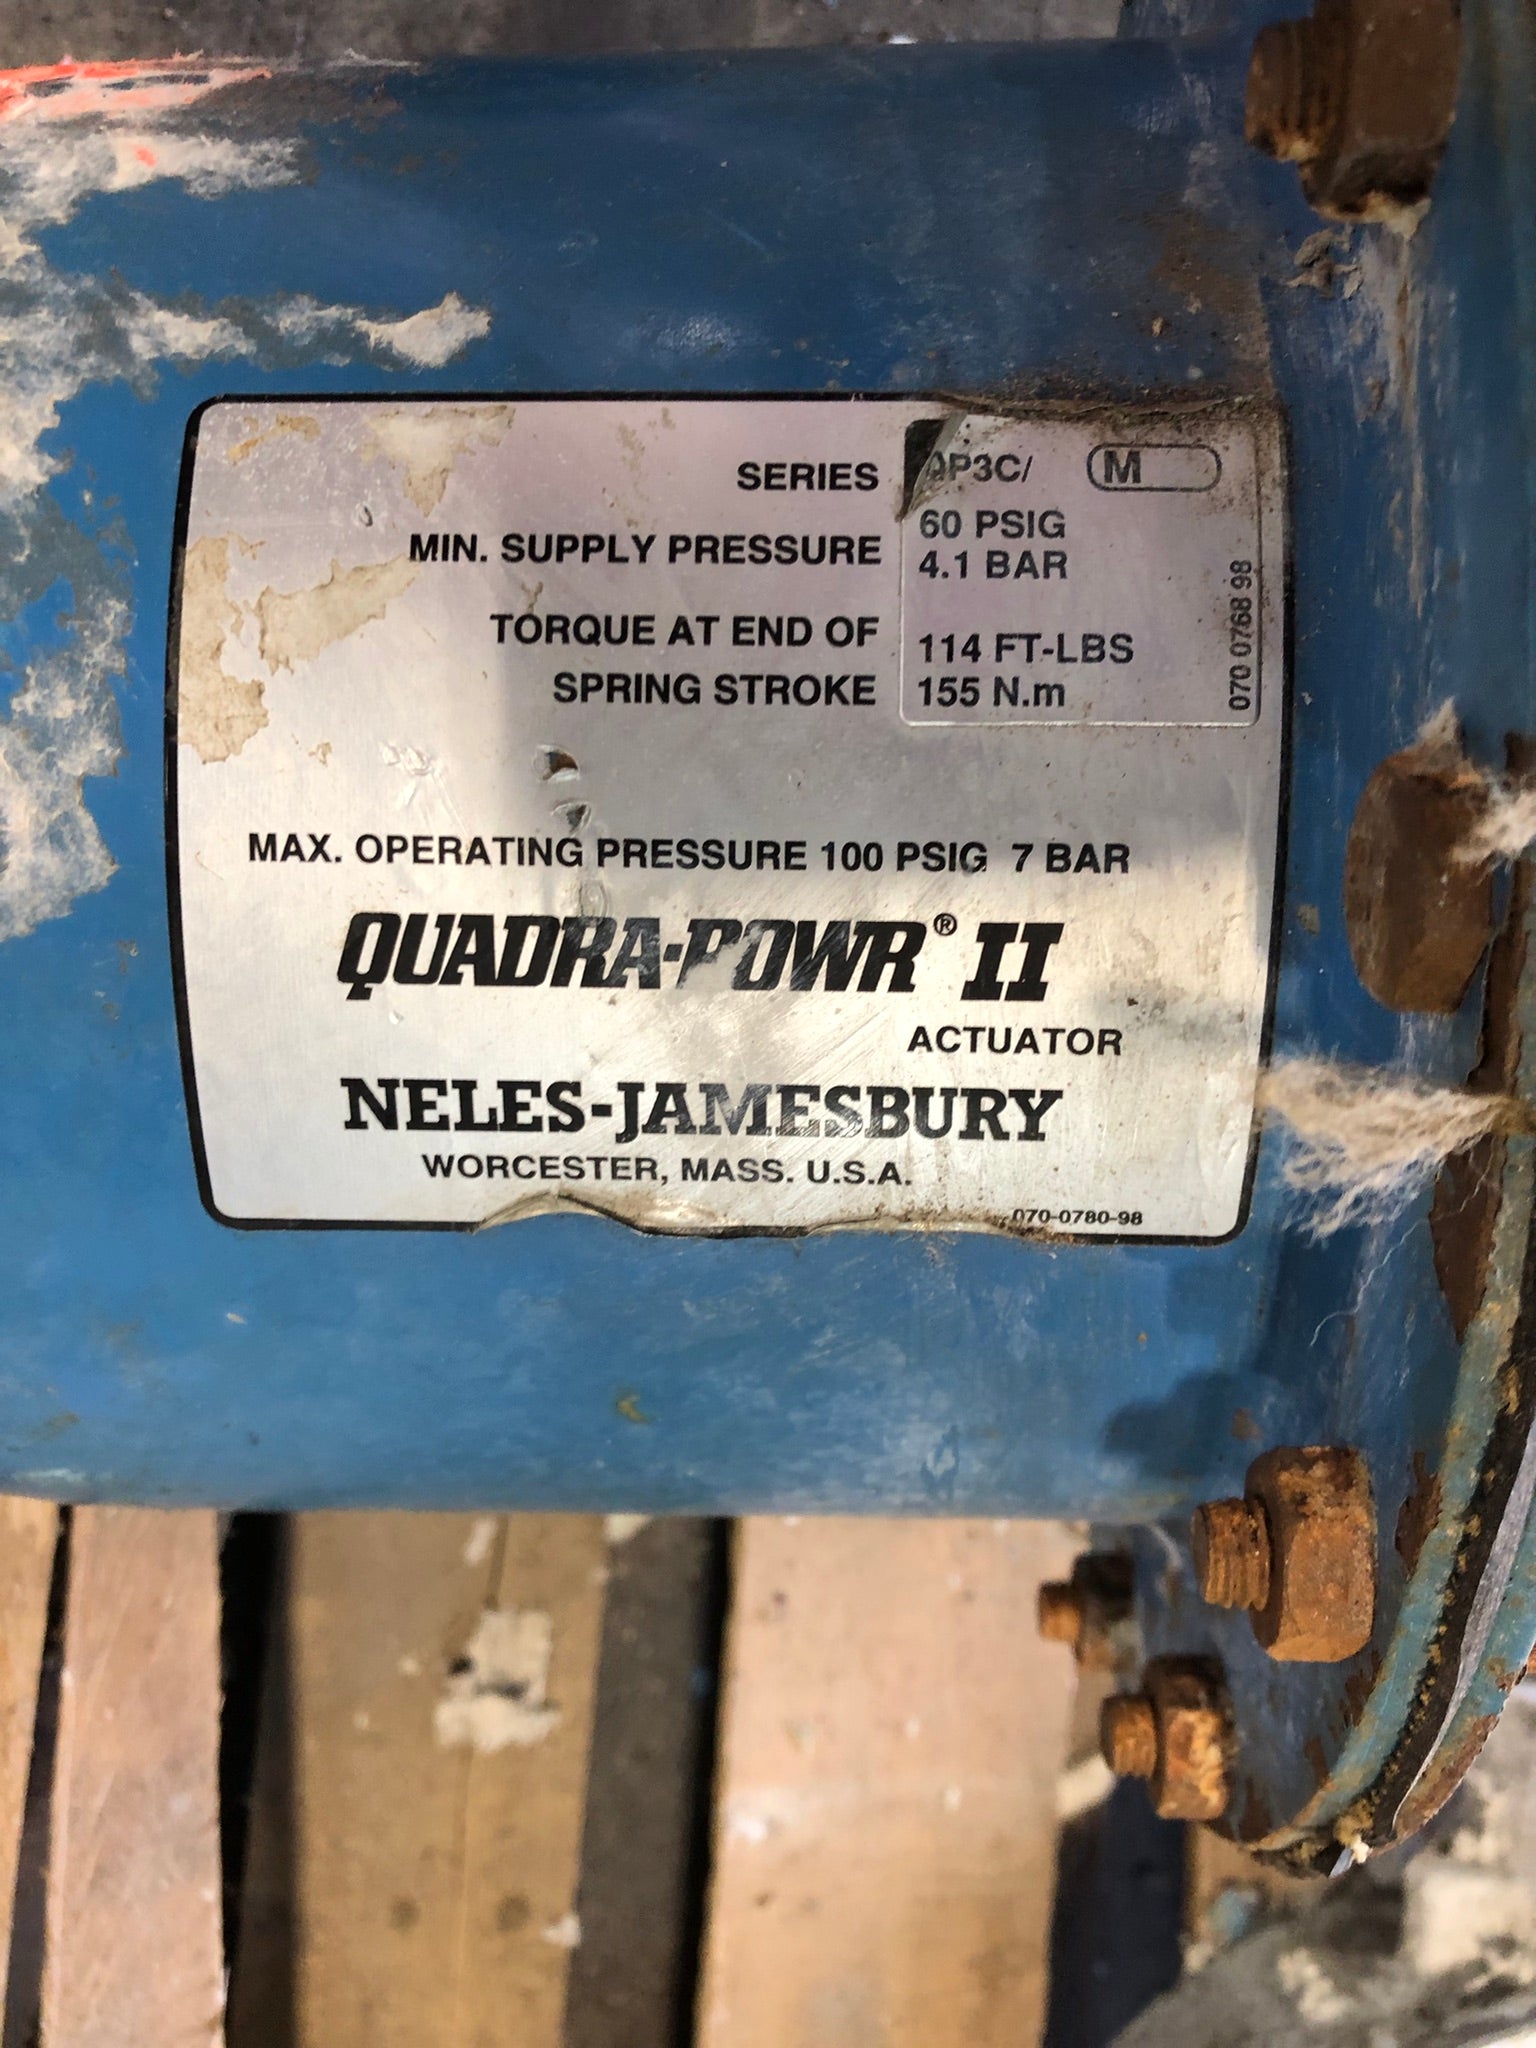 SERIES QP3C/ M
MIN. SUPPLY PRESSURE 60 PSIG
4.1 BAR
TORQUE AT END OF
SPRING STROKE
114 FT-LBS
155 N.m
070 0768 98
MAX. OPERATING PRESSURE 100 PSIG 7 BAR
QUADRA-POWR® II
ACTUATOR
NELES-JAMESBURY
WORCESTER, MASS. U.S.A.
070-0780-98